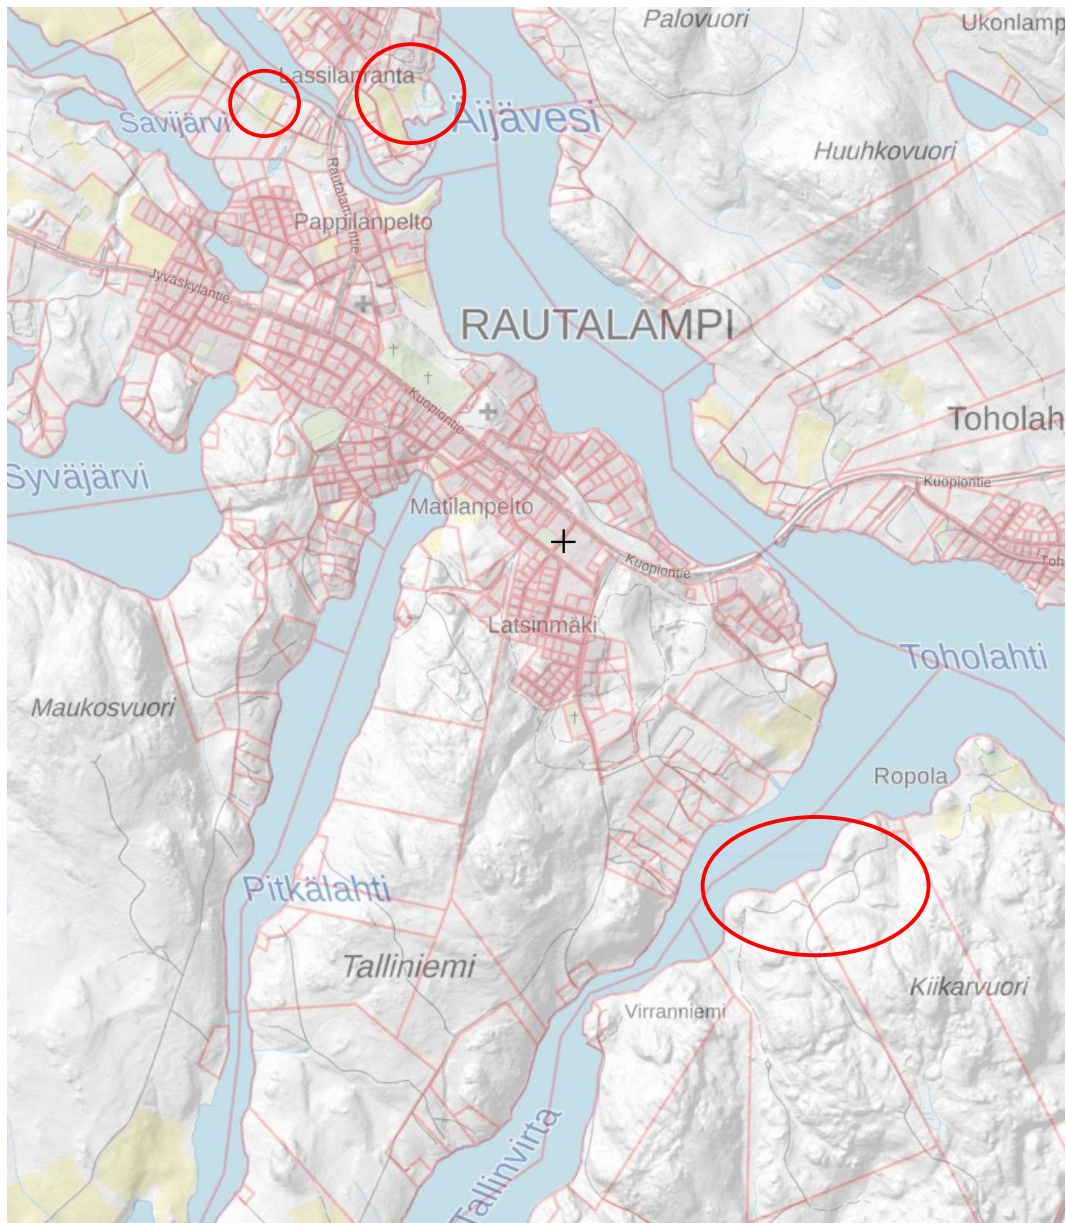 Palovuori
Ukonlamp
Lassilanranta
Savijärvi
Äijävesi
Huuhkovuori
Rautalammintie
Pappilanpelto
Jyväskyläntie
RAUTALAMPI
Kuopiontie
Toholah
Syväjärvi
Kuopiontie
Matilanpelto
Kuopiontie
Toh
Latsinmäki
Toholahti
Maukosvuori
Ropola
Pitkälahti
Talliniemi
Kiikarvuori
Virranniemi
Tallinvirta